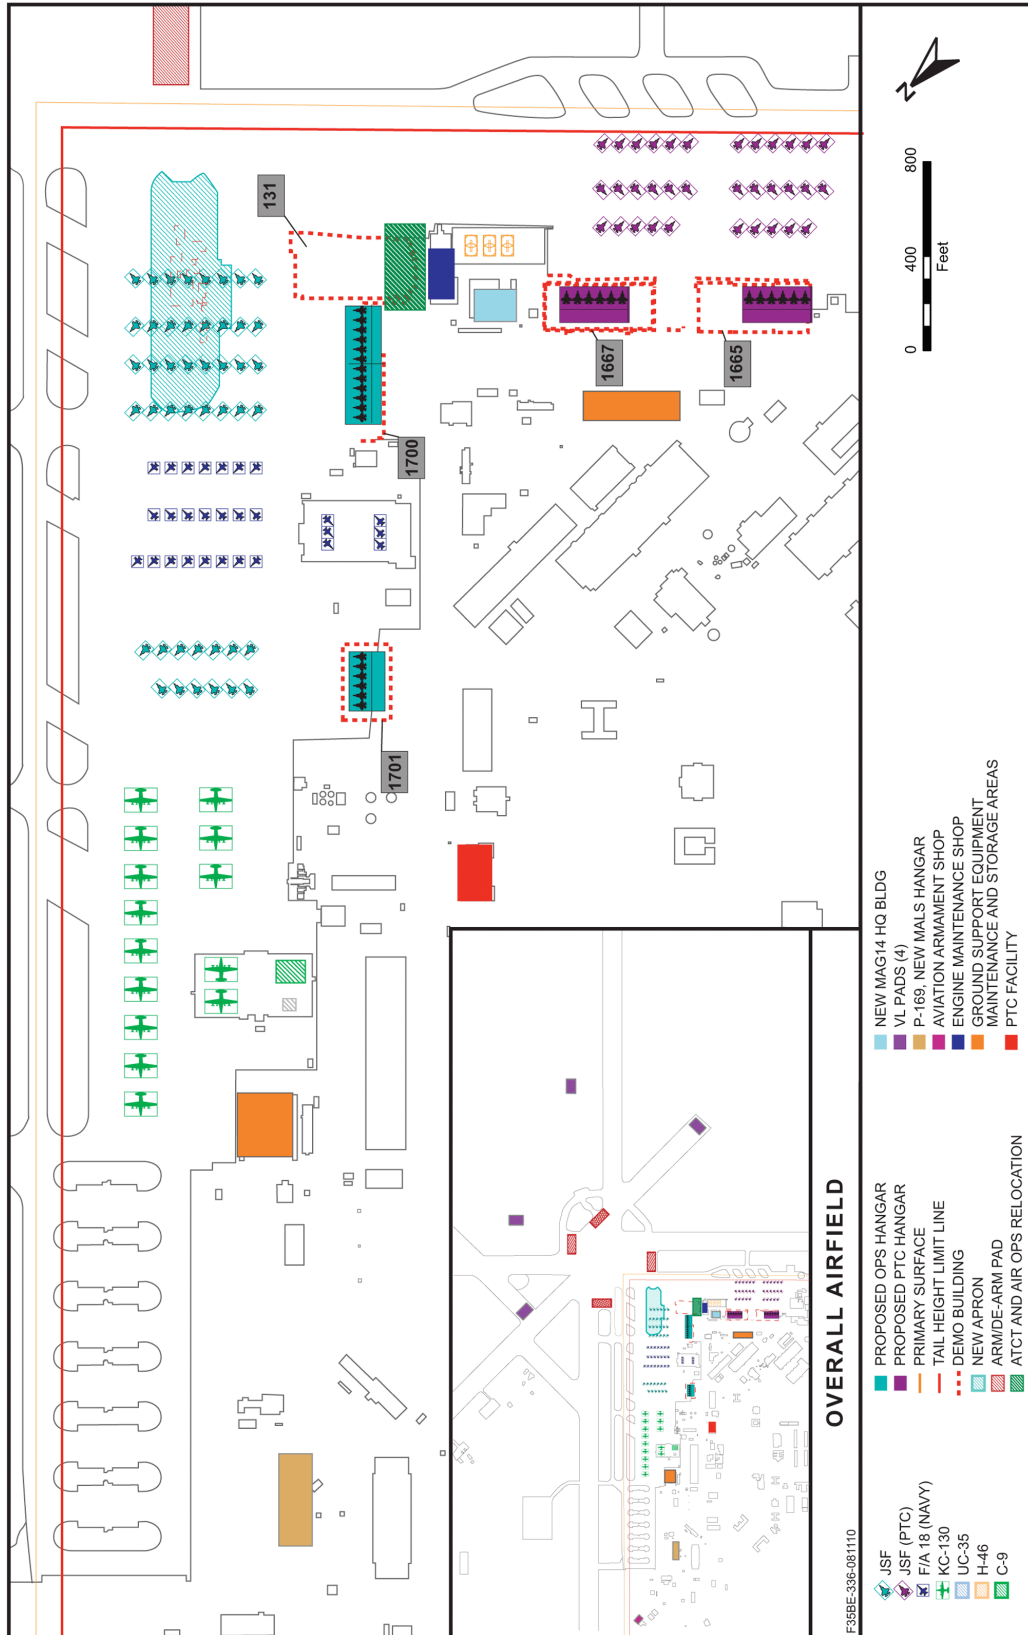 131
1700
1667
1665
1701
N
0
400
800
Feet
OVERALL AIRFIELD
F35BE-336-081110
JSF
JSF (PTC)
F/A 18 (NAVY)
KC-130
UC-35
H-46
C-9
PROPOSED OPS HANGAR
PROPOSED PTC HANGAR
PRIMARY SURFACE
TAIL HEIGHT LIMIT LINE
DEMO BUILDING
NEW APRON
ARM/DE-ARM PAD
ATCT AND AIR OPS RELOCATION
NEW MAG14 HQ BLDG
VL PADS (4)
P-169, NEW MALS HANGAR
AVIATION ARMAMENT SHOP
ENGINE MAINTENANCE SHOP
GROUND SUPPORT EQUIPMENT
MAINTENANCE AND STORAGE AREAS
PTC FACILITY